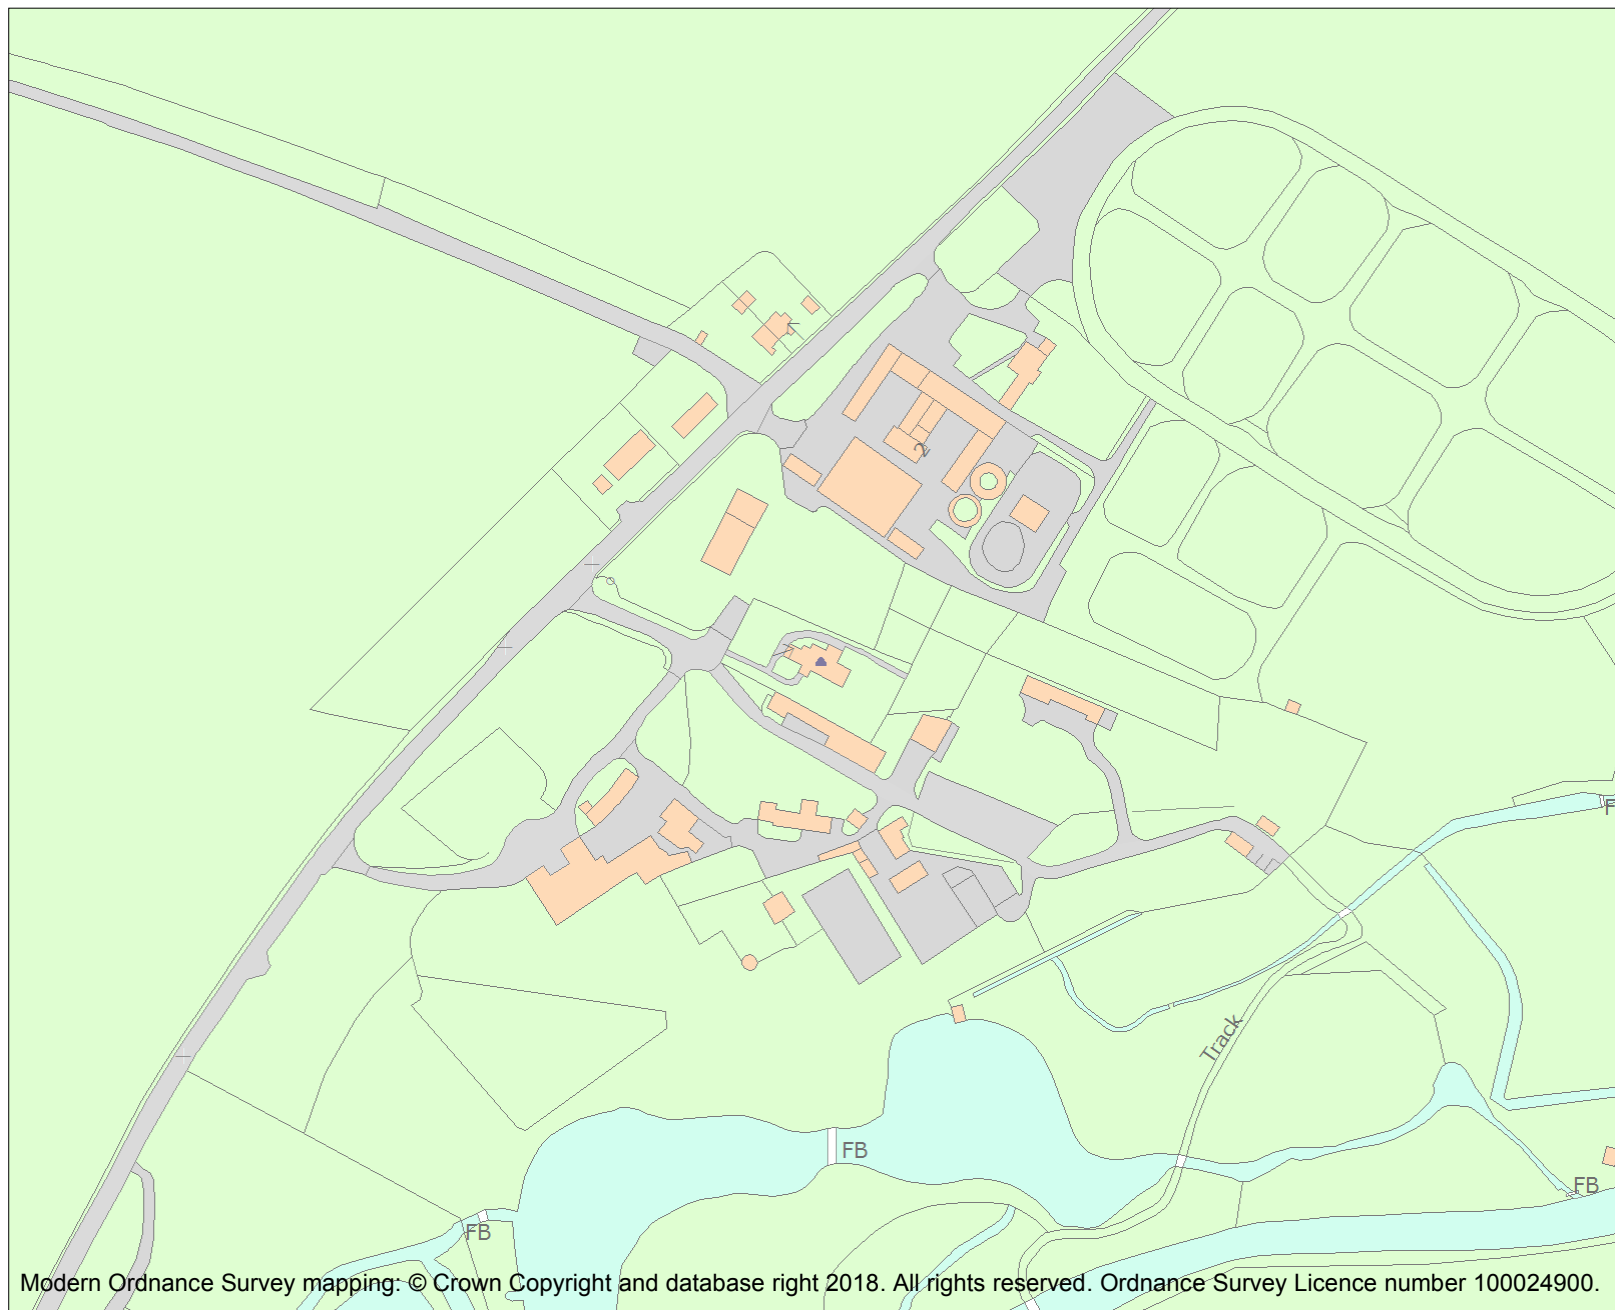 2
F
Track
FB
FB
FB
Modern Ordnance Survey mapping: © Crown Copyright and database right 2018. All rights reserved. Ordnance Survey Licence number 100024900.